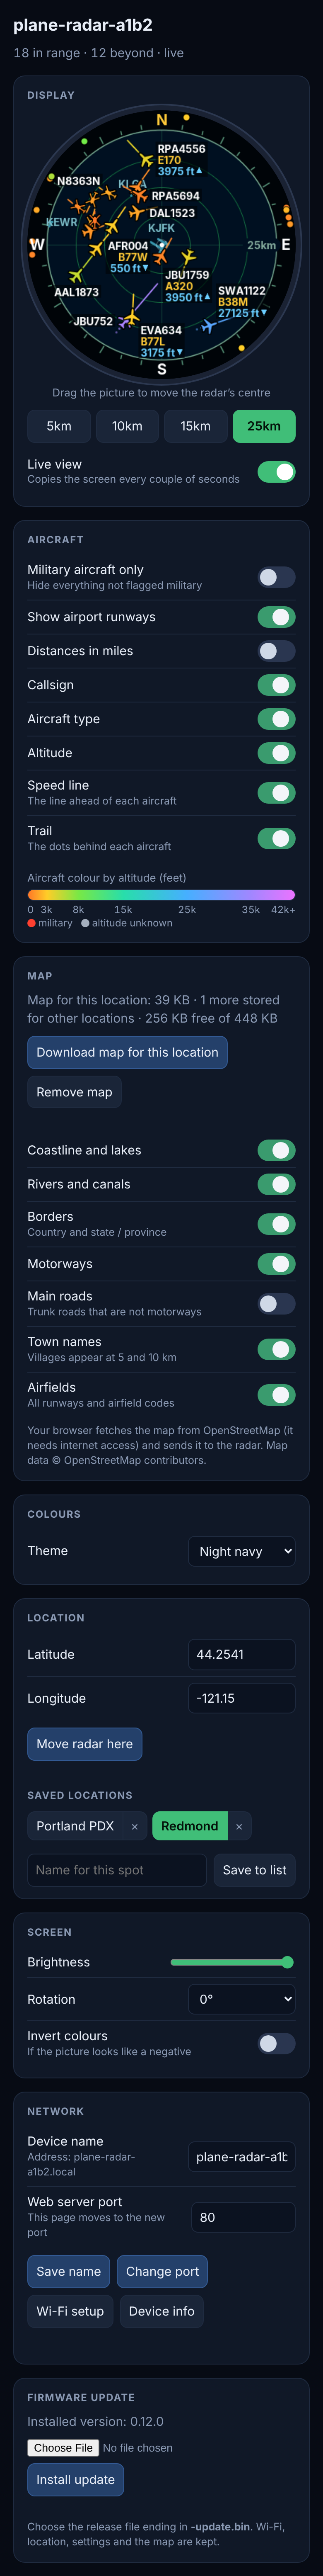 plane-radar-a1b2
18 in range · 12 beyond · live
DISPLAY
N
RPA4556
E170
3975 ft▲
N8363N
KLGA
RPA5694
KEWR
DAL1523
KJFK
W
25km
E
AFR004
B77W
550 ft▼
JBU1759
A320
3950 ft▲
AAL1873
SWA1122
B38M
27125 ft▼
JBU752
EVA634
B77L
3175 ft▼
S
Drag the picture to move the radar's centre
5km
10km
15km
25km
Live view
Copies the screen every couple of seconds
AIRCRAFT
Military aircraft only
Hide everything not flagged military
Show airport runways
Distances in miles
Callsign
Aircraft type
Altitude
Speed line
The line ahead of each aircraft
Trail
The dots behind each aircraft
Aircraft colour by altitude (feet)
0 3k 8k 15k 25k 35k 42k+
military altitude unknown
MAP
Map for this location: 39 KB · 1 more stored
for other locations · 256 KB free of 448 KB
Download map for this location
Remove map
Coastline and lakes
Rivers and canals
Borders
Country and state / province
Motorways
Main roads
Trunk roads that are not motorways
Town names
Villages appear at 5 and 10 km
Airfields
All runways and airfield codes
Your browser fetches the map from OpenStreetMap (it
needs internet access) and sends it to the radar. Map
data © OpenStreetMap contributors.
COLOURS
Theme
Night navy
LOCATION
Latitude
44.2541
Longitude
-121.15
Move radar here
SAVED LOCATIONS
Portland PDX ×
Redmond ×
Name for this spot
Save to list
SCREEN
Brightness
Rotation
0°
Invert colours
If the picture looks like a negative
NETWORK
Device name
Address: plane-radar-
a1b2.local
plane-radar-a1b
Web server port
This page moves to the new
port
80
Save name
Change port
Wi-Fi setup
Device info
FIRMWARE UPDATE
Installed version: 0.12.0
Choose File No file chosen
Install update
Choose the release file ending in -update.bin. Wi-Fi,
location, settings and the map are kept.